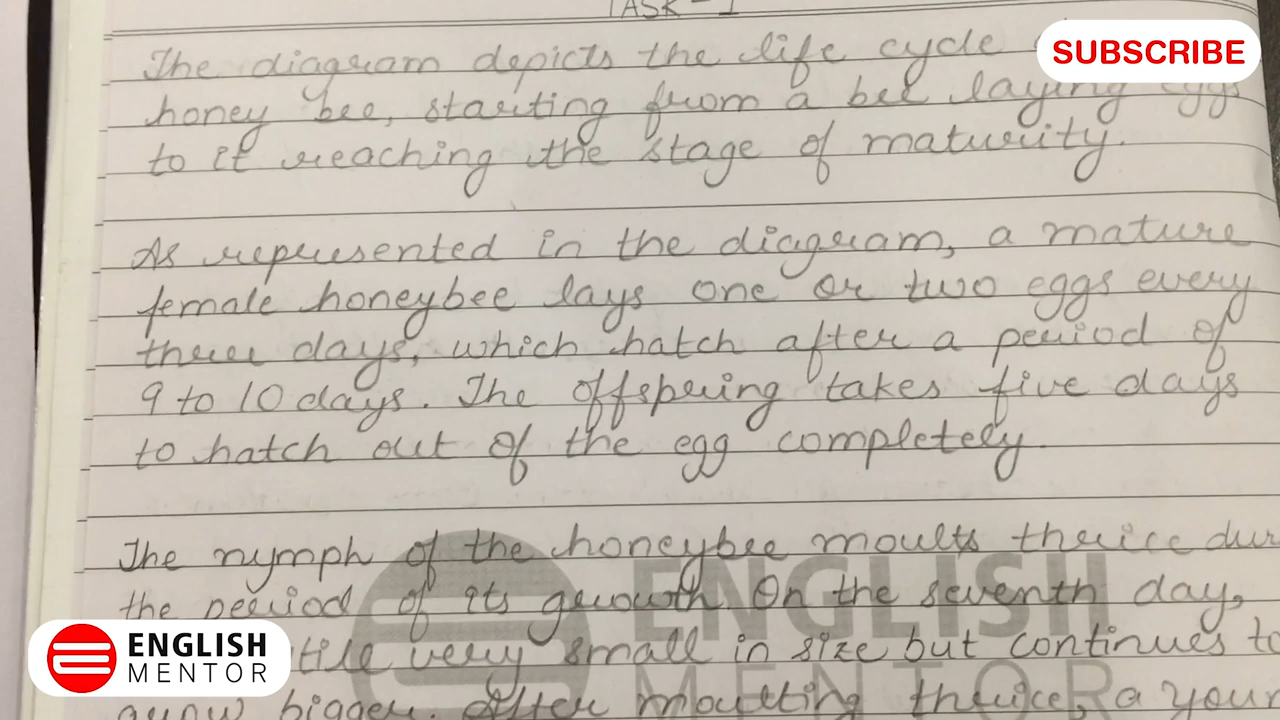 TASK - 1
The diagram depicts the life cycle
SUBSCRIBE
honey bee, starting from a bee laying eggs
to it reaching the stage of maturity.
As represented in the diagram, a mature
female honeybee lays one or two eggs every
three days, which hatch after a period of
9 to 10 days. The offspring takes five days
to hatch out of the egg completely.
The nymph of the honeybee moults thrice dur
the period of its growth. On the seventh day,
very small in size but continues to
grow bigger. After moulting thrice, a your
ENGLISH
MENTOR
ENGLISH
MENTOR